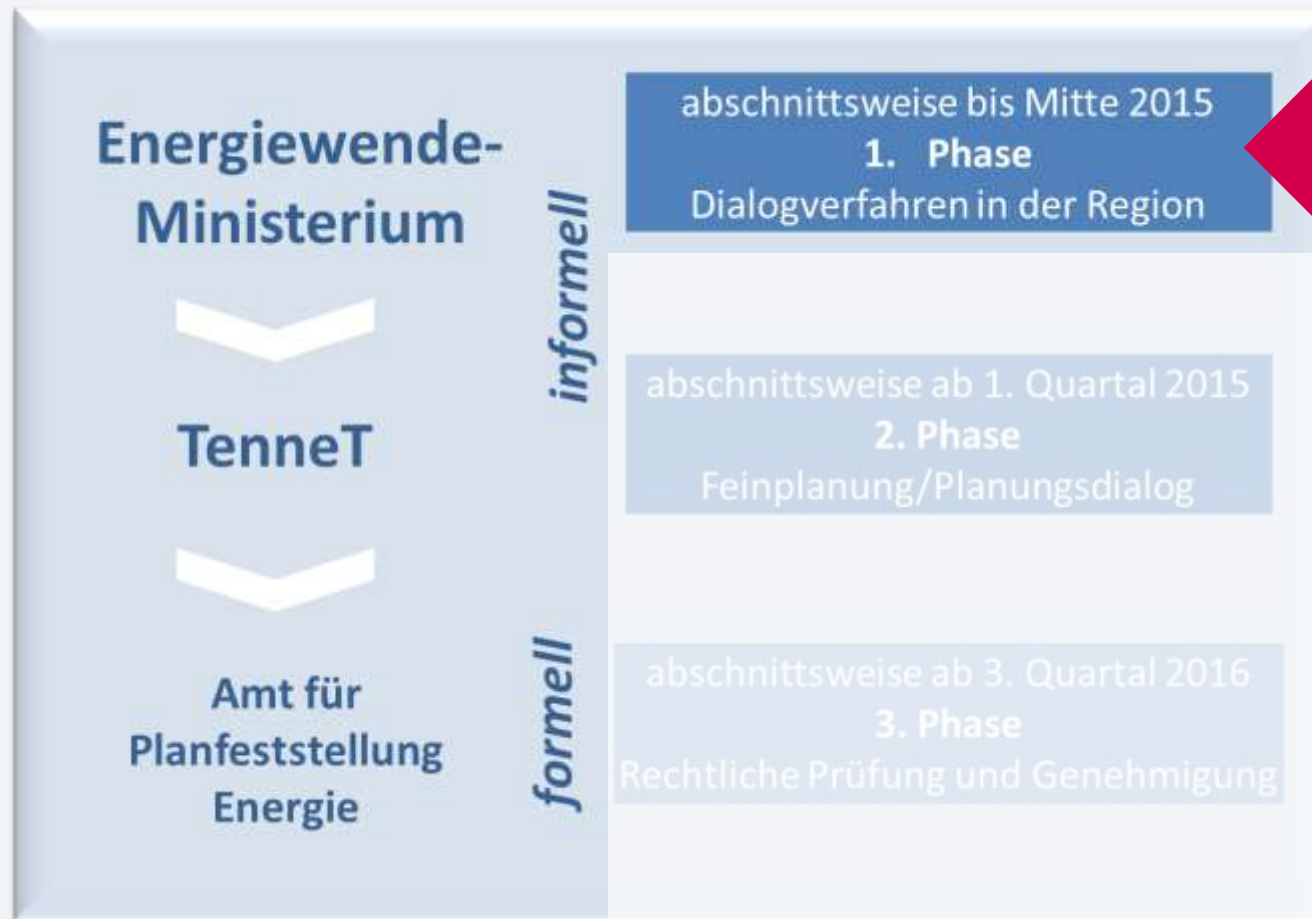 Energiewende-
Ministerium
informell
abschnittsweise bis Mitte 2015
1. Phase
Dialogverfahren in der Region
TenneT
abschnittsweise ab 1. Quartal 2015
2. Phase
Feinplanung/Planungsdialog
Amt für
Planfeststellung
Energie
formell
abschnittsweise ab 3. Quartal 2016
3. Phase
Rechtliche Prüfung und Genehmigung